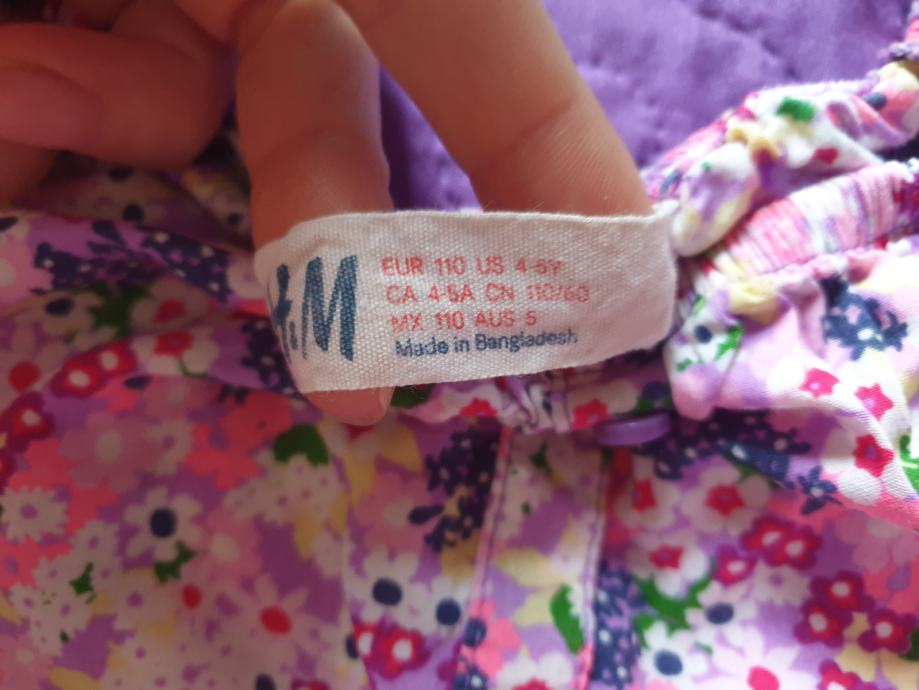 &M
EUR 110 US 4-5Y
CA 4-5A CN 110/60
MX 110 AUS 5
Made in Bangladesh